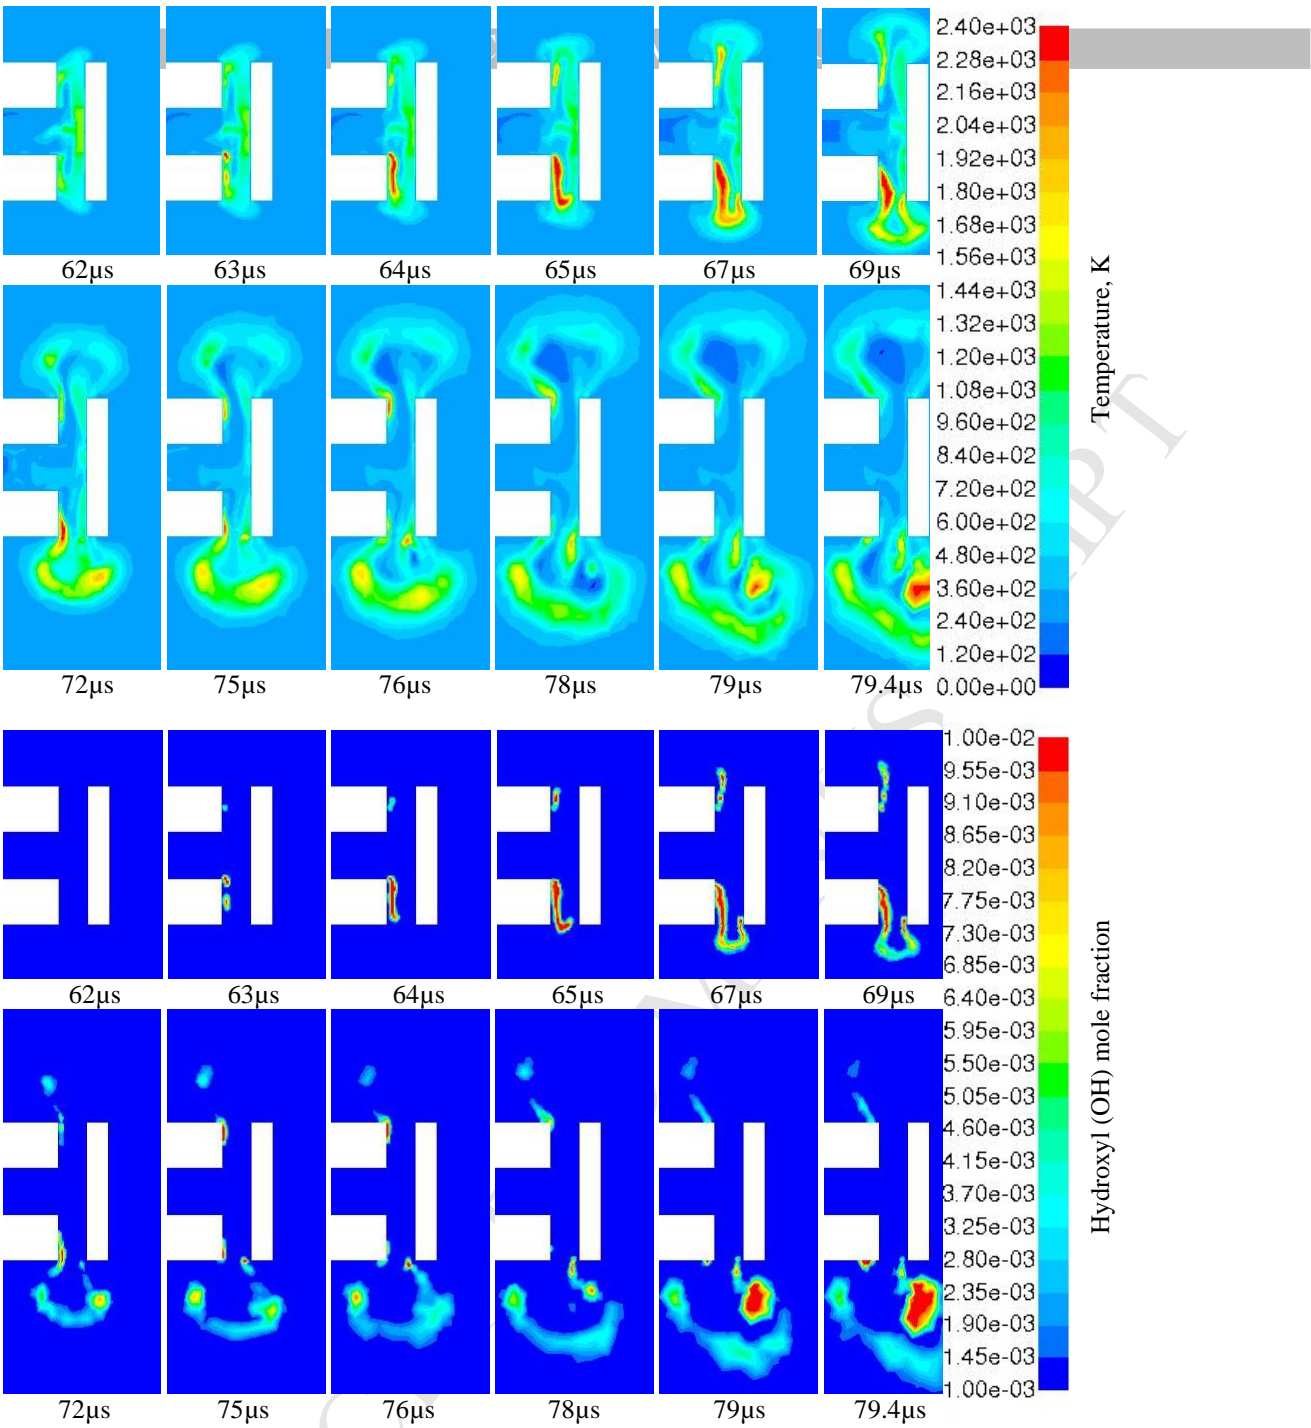 2.40e+03
2.28e+03
2.16e+03
2.04e+03
1.92e+03
1.80e+03
1.68e+03
1.56e+03
1.44e+03
1.32e+03
1.20e+03
1.08e+03
9.60e+02
8.40e+02
7.20e+02
6.00e+02
4.80e+02
3.60e+02
2.40e+02
1.20e+02
0.00e+00
Temperature, K
62µs 63µs 64µs 65µs 67µs 69µs
72µs 75µs 76µs 78µs 79µs 79.4µs
1.00e-02
9.55e-03
9.10e-03
8.65e-03
8.20e-03
7.75e-03
7.30e-03
6.85e-03
6.40e-03
5.95e-03
5.50e-03
5.05e-03
4.60e-03
4.15e-03
3.70e-03
3.25e-03
2.80e-03
2.35e-03
1.90e-03
1.45e-03
1.00e-03
Hydroxyl (OH) mole fraction
62µs 63µs 64µs 65µs 67µs 69µs
72µs 75µs 76µs 78µs 79µs 79.4µs